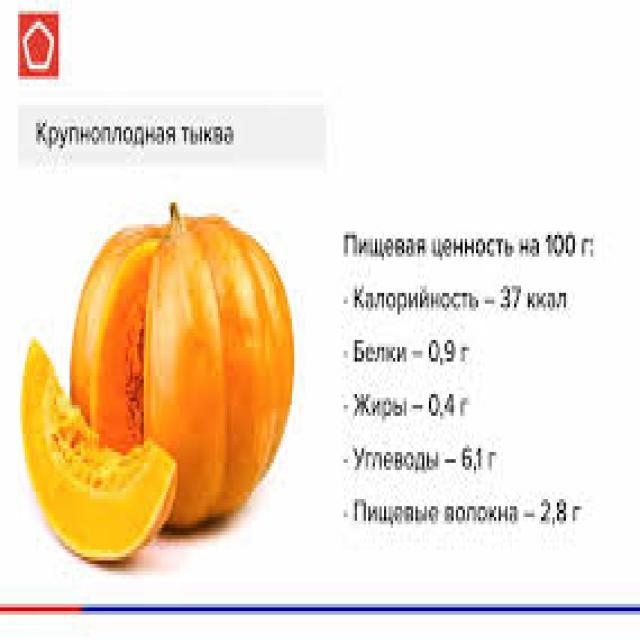 Крупноплодная тыква
Пищевая ценность на 100 г:
· Калорийность – 37 ккал
· Белки – 0,9 г
· Жиры – 0,4 г
· Углеводы – 6,1 г
· Пищевые волокна – 2,8 г